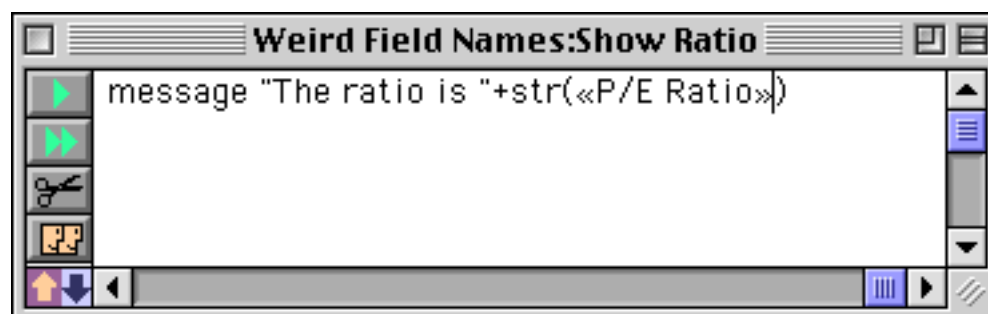 Weird Field Names:Show Ratio
message "The ratio is "+str(«P/E Ratio»)